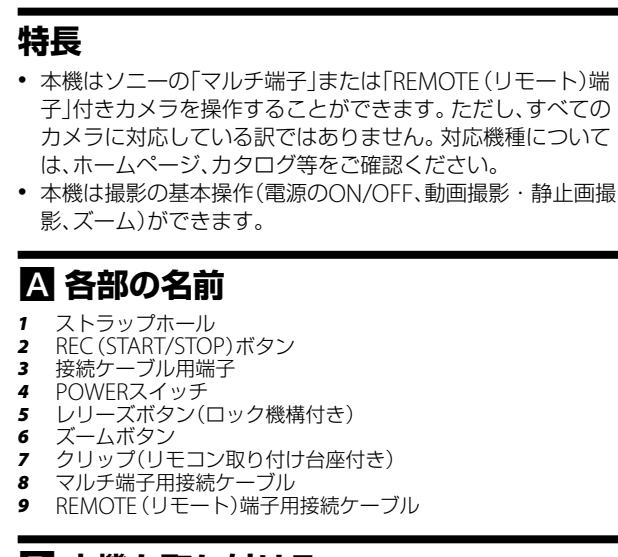 特長
• 本機はソニーの「マルチ端子」または「REMOTE（リモート）端
子」付きカメラを操作することができます。ただし、すべての
カメラに対応している訳ではありません。対応機種について
は、ホームページ、カタログ等をご確認ください。
• 本機は撮影の基本操作（電源のON/OFF、動画撮影・静止画撮
影、ズーム）ができます。
A 各部の名前
1 ストラップホール
2 REC（START/STOP）ボタン
3 接続ケーブル用端子
4 POWERスイッチ
5 レリーズボタン（ロック機構付き）
6 ズームボタン
7 クリップ（リモコン取り付け台座付き）
8 マルチ端子用接続ケーブル
9 REMOTE（リモート）端子用接続ケーブル